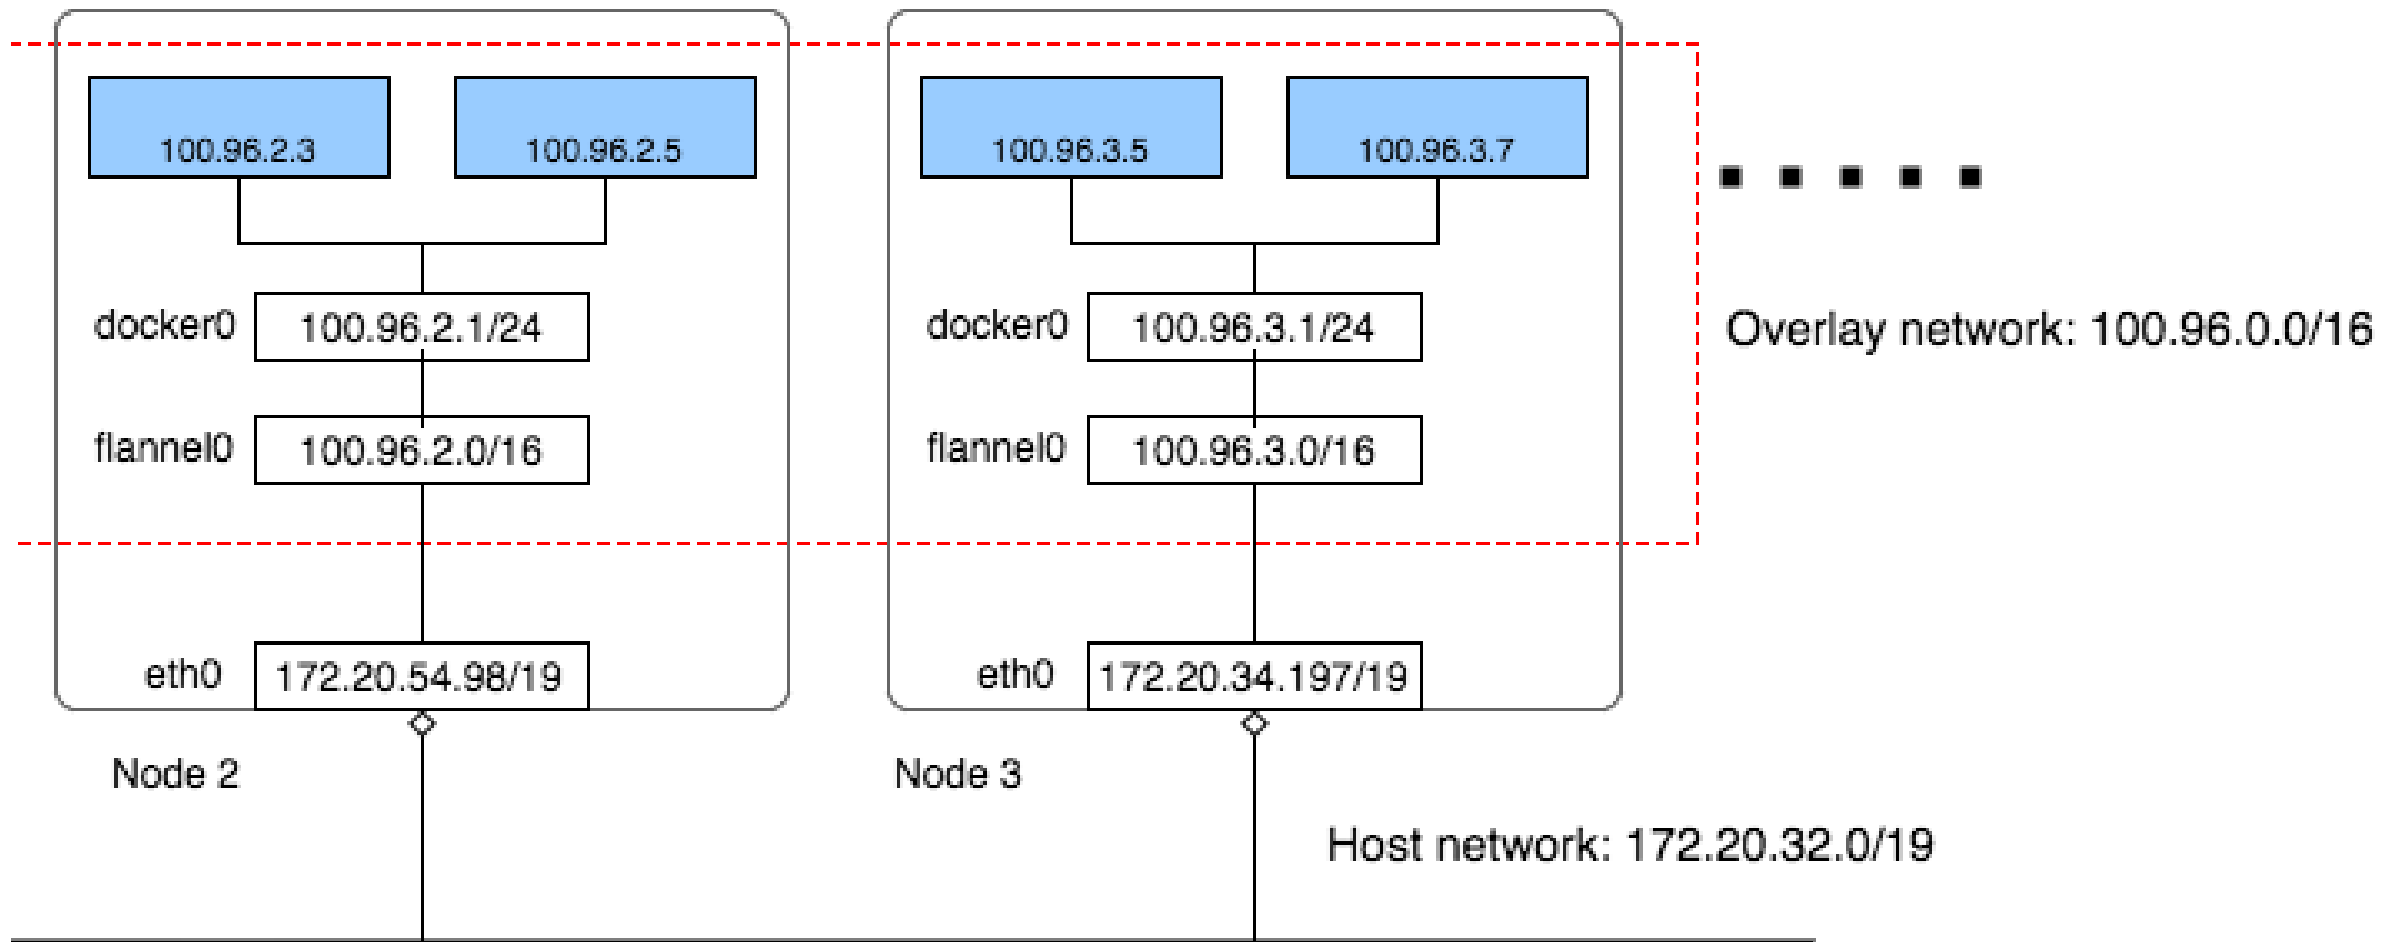 100.96.2.3
100.96.2.5
100.96.3.5
100.96.3.7
docker0
100.96.2.1/24
docker0
100.96.3.1/24
Overlay network: 100.96.0.0/16
flannel0
100.96.2.0/16
flannel0
100.96.3.0/16
eth0
172.20.54.98/19
eth0
172.20.34.197/19
Node 2
Node 3
Host network: 172.20.32.0/19